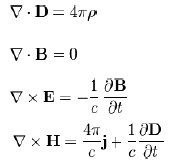 ∇ · D = 4πρ
∇ · B = 0
∇ × E = −(1/c) ∂B/∂t
∇ × H = (4π/c) j + (1/c) ∂D/∂t